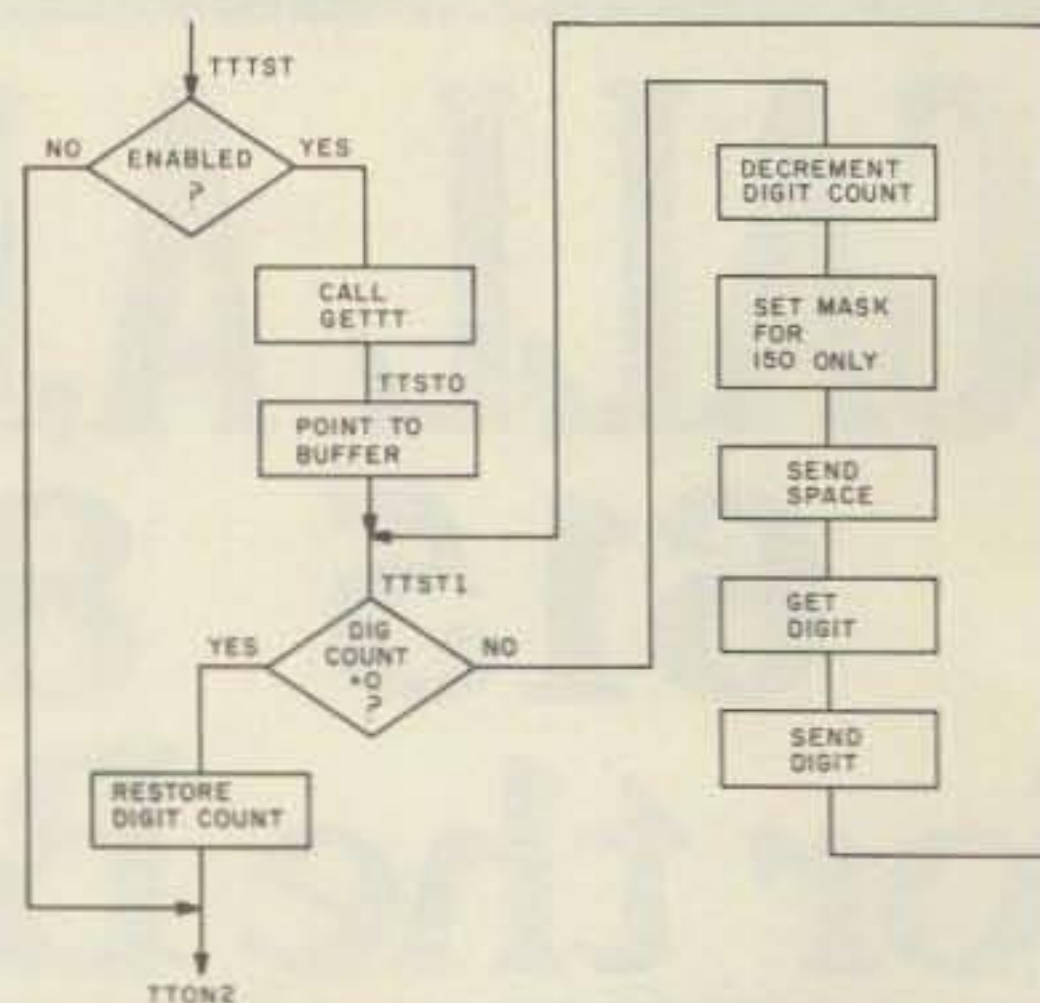 TTTST
NO
ENABLED
?
YES
CALL
GETTT
TTST0
POINT TO
BUFFER
TTST1
YES
DIG
COUNT
=0
?
NO
RESTORE
DIGIT COUNT
TTON2
DECREMENT
DIGIT COUNT
SET MASK
FOR
150 ONLY
SEND
SPACE
GET
DIGIT
SEND
DIGIT